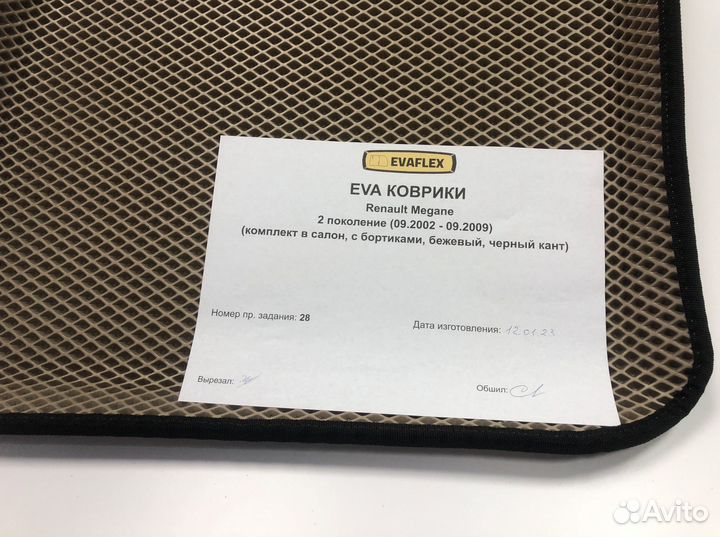 EVAFLEX
EVA КОВРИКИ
Renault Megane
2 поколение (09.2002 - 09.2009)
(комплект в салон, с бортиками, бежевый, черный кант)
Номер пр. задания: 28
Дата изготовления: 12.01.23
Вырезал:
Обшил:
Avito